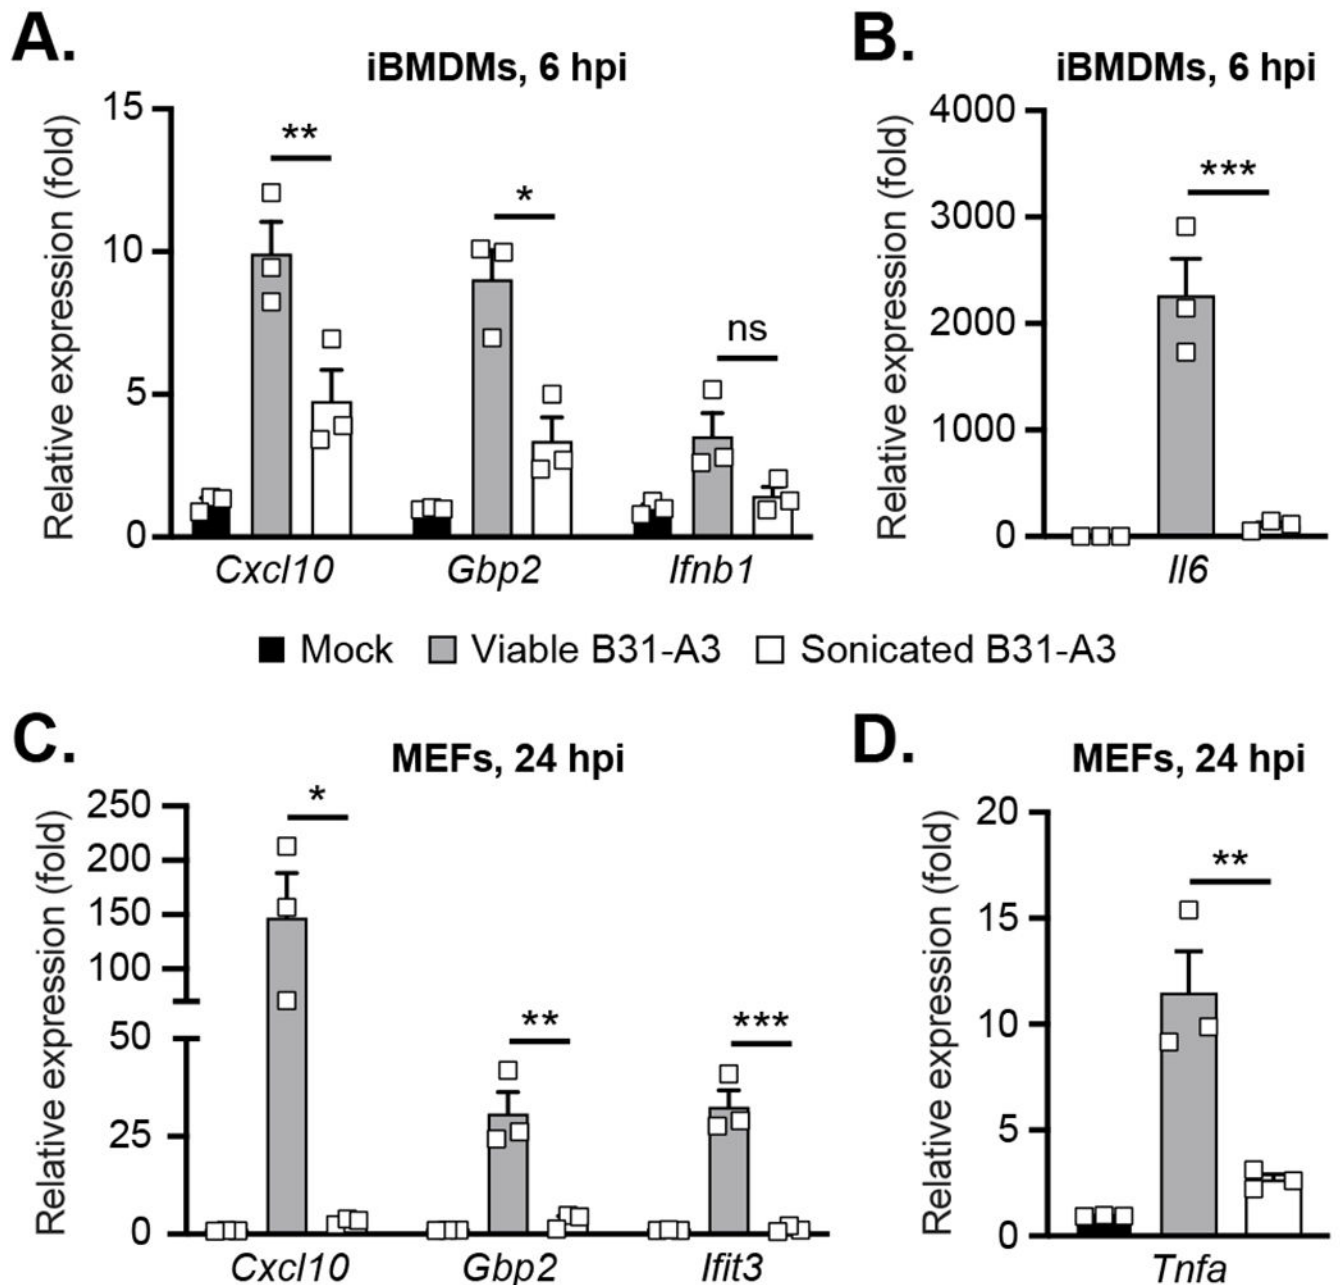 A.
iBMDMs, 6 hpi
Relative expression (fold)
15
10
5
0
**
*
ns
Cxcl10 Gbp2 Ifnb1
B.
iBMDMs, 6 hpi
Relative expression (fold)
4000
3000
2000
1000
0
***
Il6
Mock Viable B31-A3 Sonicated B31-A3
C.
MEFs, 24 hpi
Relative expression (fold)
250
200
150
100
50
25
0
*
**
***
Cxcl10 Gbp2 Ifit3
D.
MEFs, 24 hpi
Relative expression (fold)
20
15
10
5
0
**
Tnfa